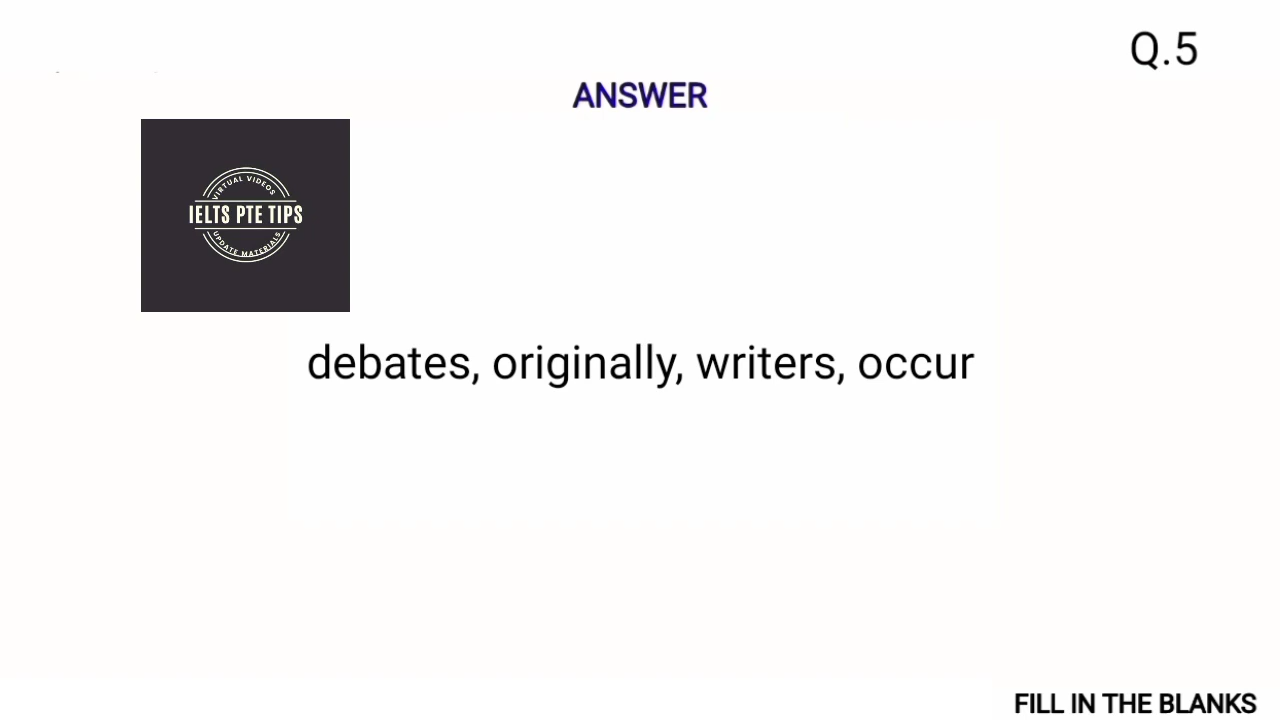 Q.5
ANSWER
VIRTUAL VIDEOS
IELTS PTE TIPS
UPDATE MATERIALS
debates, originally, writers, occur
FILL IN THE BLANKS